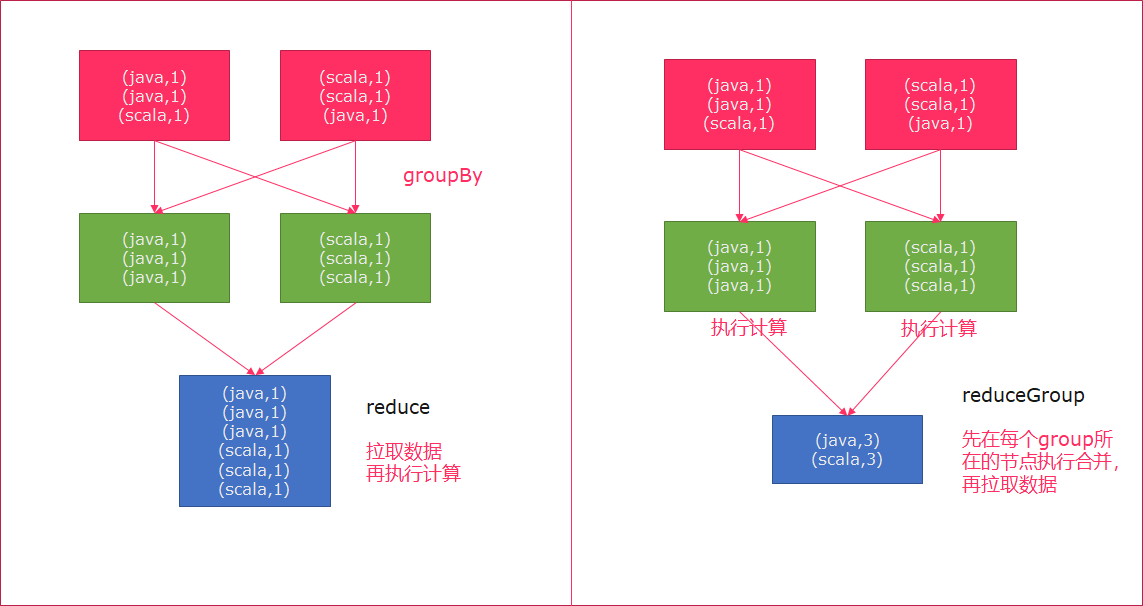 (java,1)
(java,1)
(scala,1)
(scala,1)
(scala,1)
(java,1)
groupBy
(java,1)
(java,1)
(java,1)
(scala,1)
(scala,1)
(scala,1)
(java,1)
(java,1)
(java,1)
(scala,1)
(scala,1)
(scala,1)
reduce
拉取数据
再执行计算
(java,1)
(java,1)
(scala,1)
(scala,1)
(scala,1)
(java,1)
(java,1)
(java,1)
(java,1)
(scala,1)
(scala,1)
(scala,1)
执行计算
执行计算
(java,3)
(scala,3)
reduceGroup
先在每个group所
在的节点执行合并，
再拉取数据